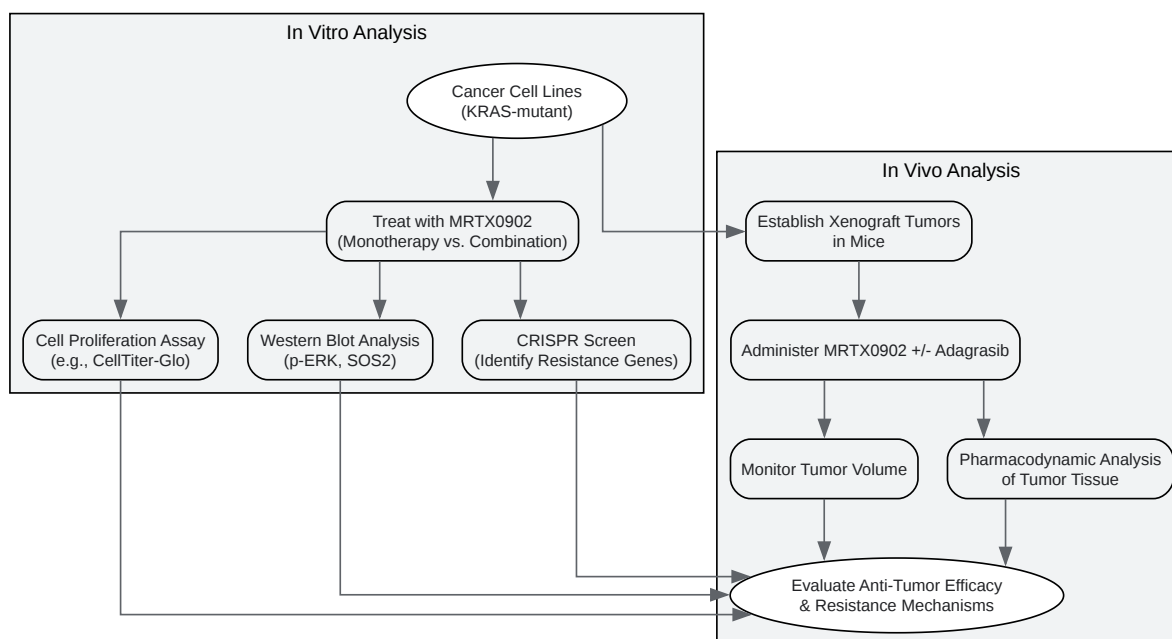 In Vitro Analysis
Cancer Cell Lines
(KRAS-mutant)
Treat with MRTX0902
(Monotherapy vs. Combination)
Cell Proliferation Assay
(e.g., CellTiter-Glo)
Western Blot Analysis
(p-ERK, SOS2)
CRISPR Screen
(Identify Resistance Genes)
In Vivo Analysis
Establish Xenograft Tumors
in Mice
Administer MRTX0902 +/- Adagrasib
Monitor Tumor Volume
Pharmacodynamic Analysis
of Tumor Tissue
Evaluate Anti-Tumor Efficacy
& Resistance Mechanisms